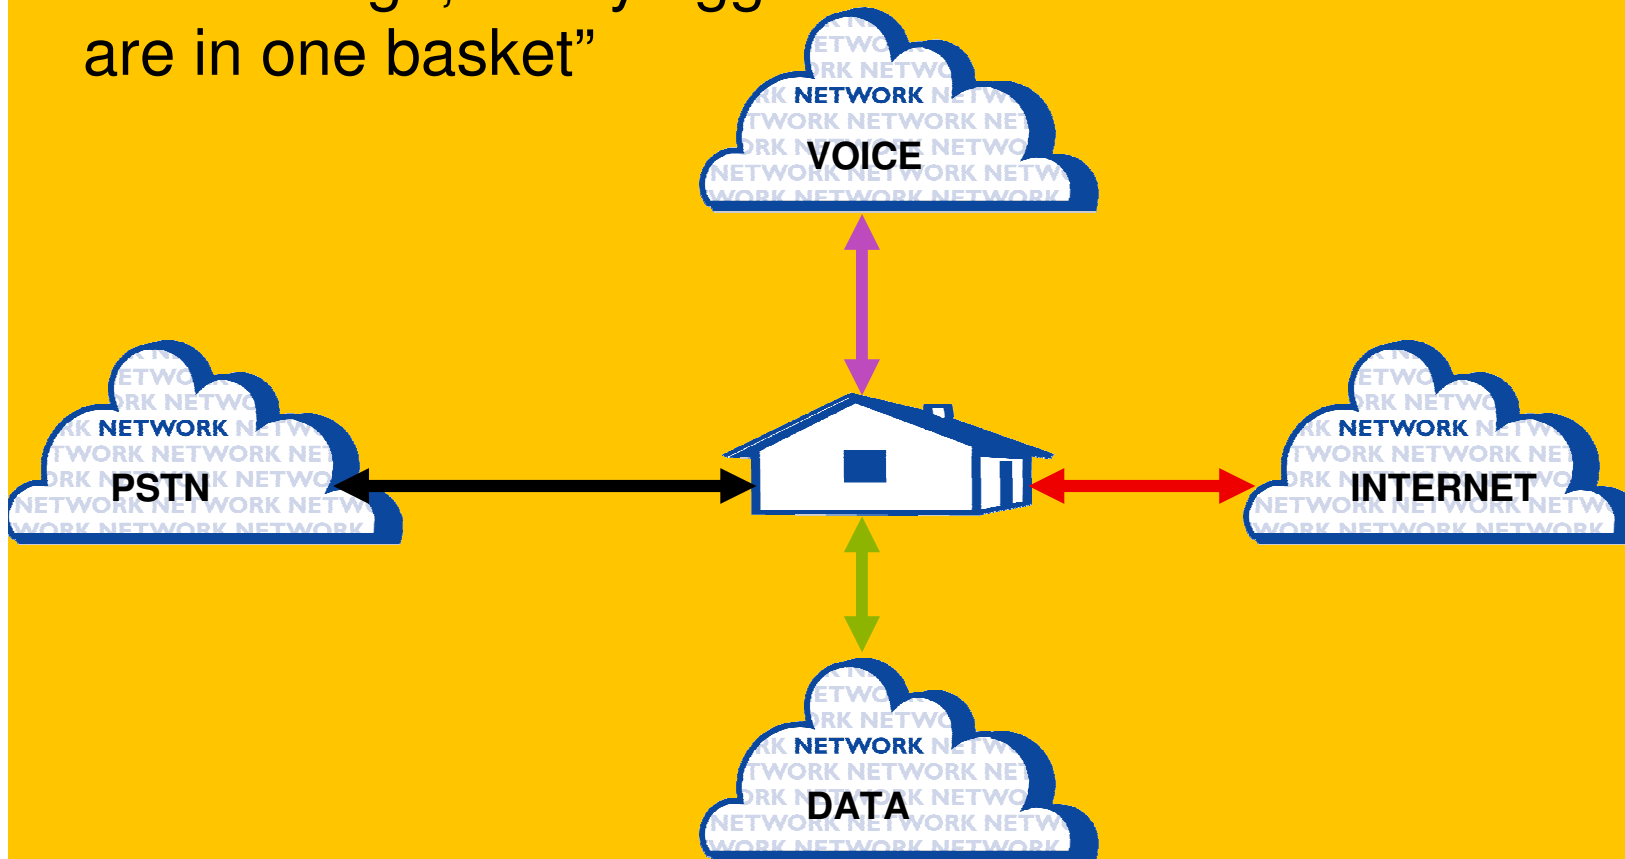 are in one basket”
NETWORK
VOICE
NETWORK
PSTN
NETWORK
INTERNET
NETWORK
DATA